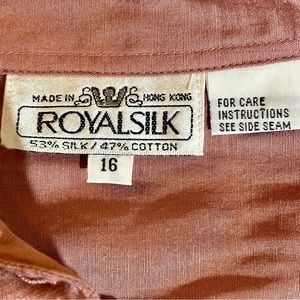 MADE IN HONG KONG
ROYALSILK
53% SILK / 47% COTTON
16
FOR CARE
INSTRUCTIONS
SEE SIDE SEAM